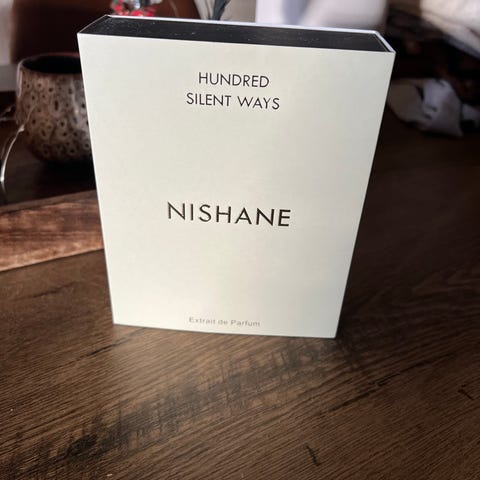 HUNDRED
SILENT WAYS
NISHANE
Extrait de Parfum